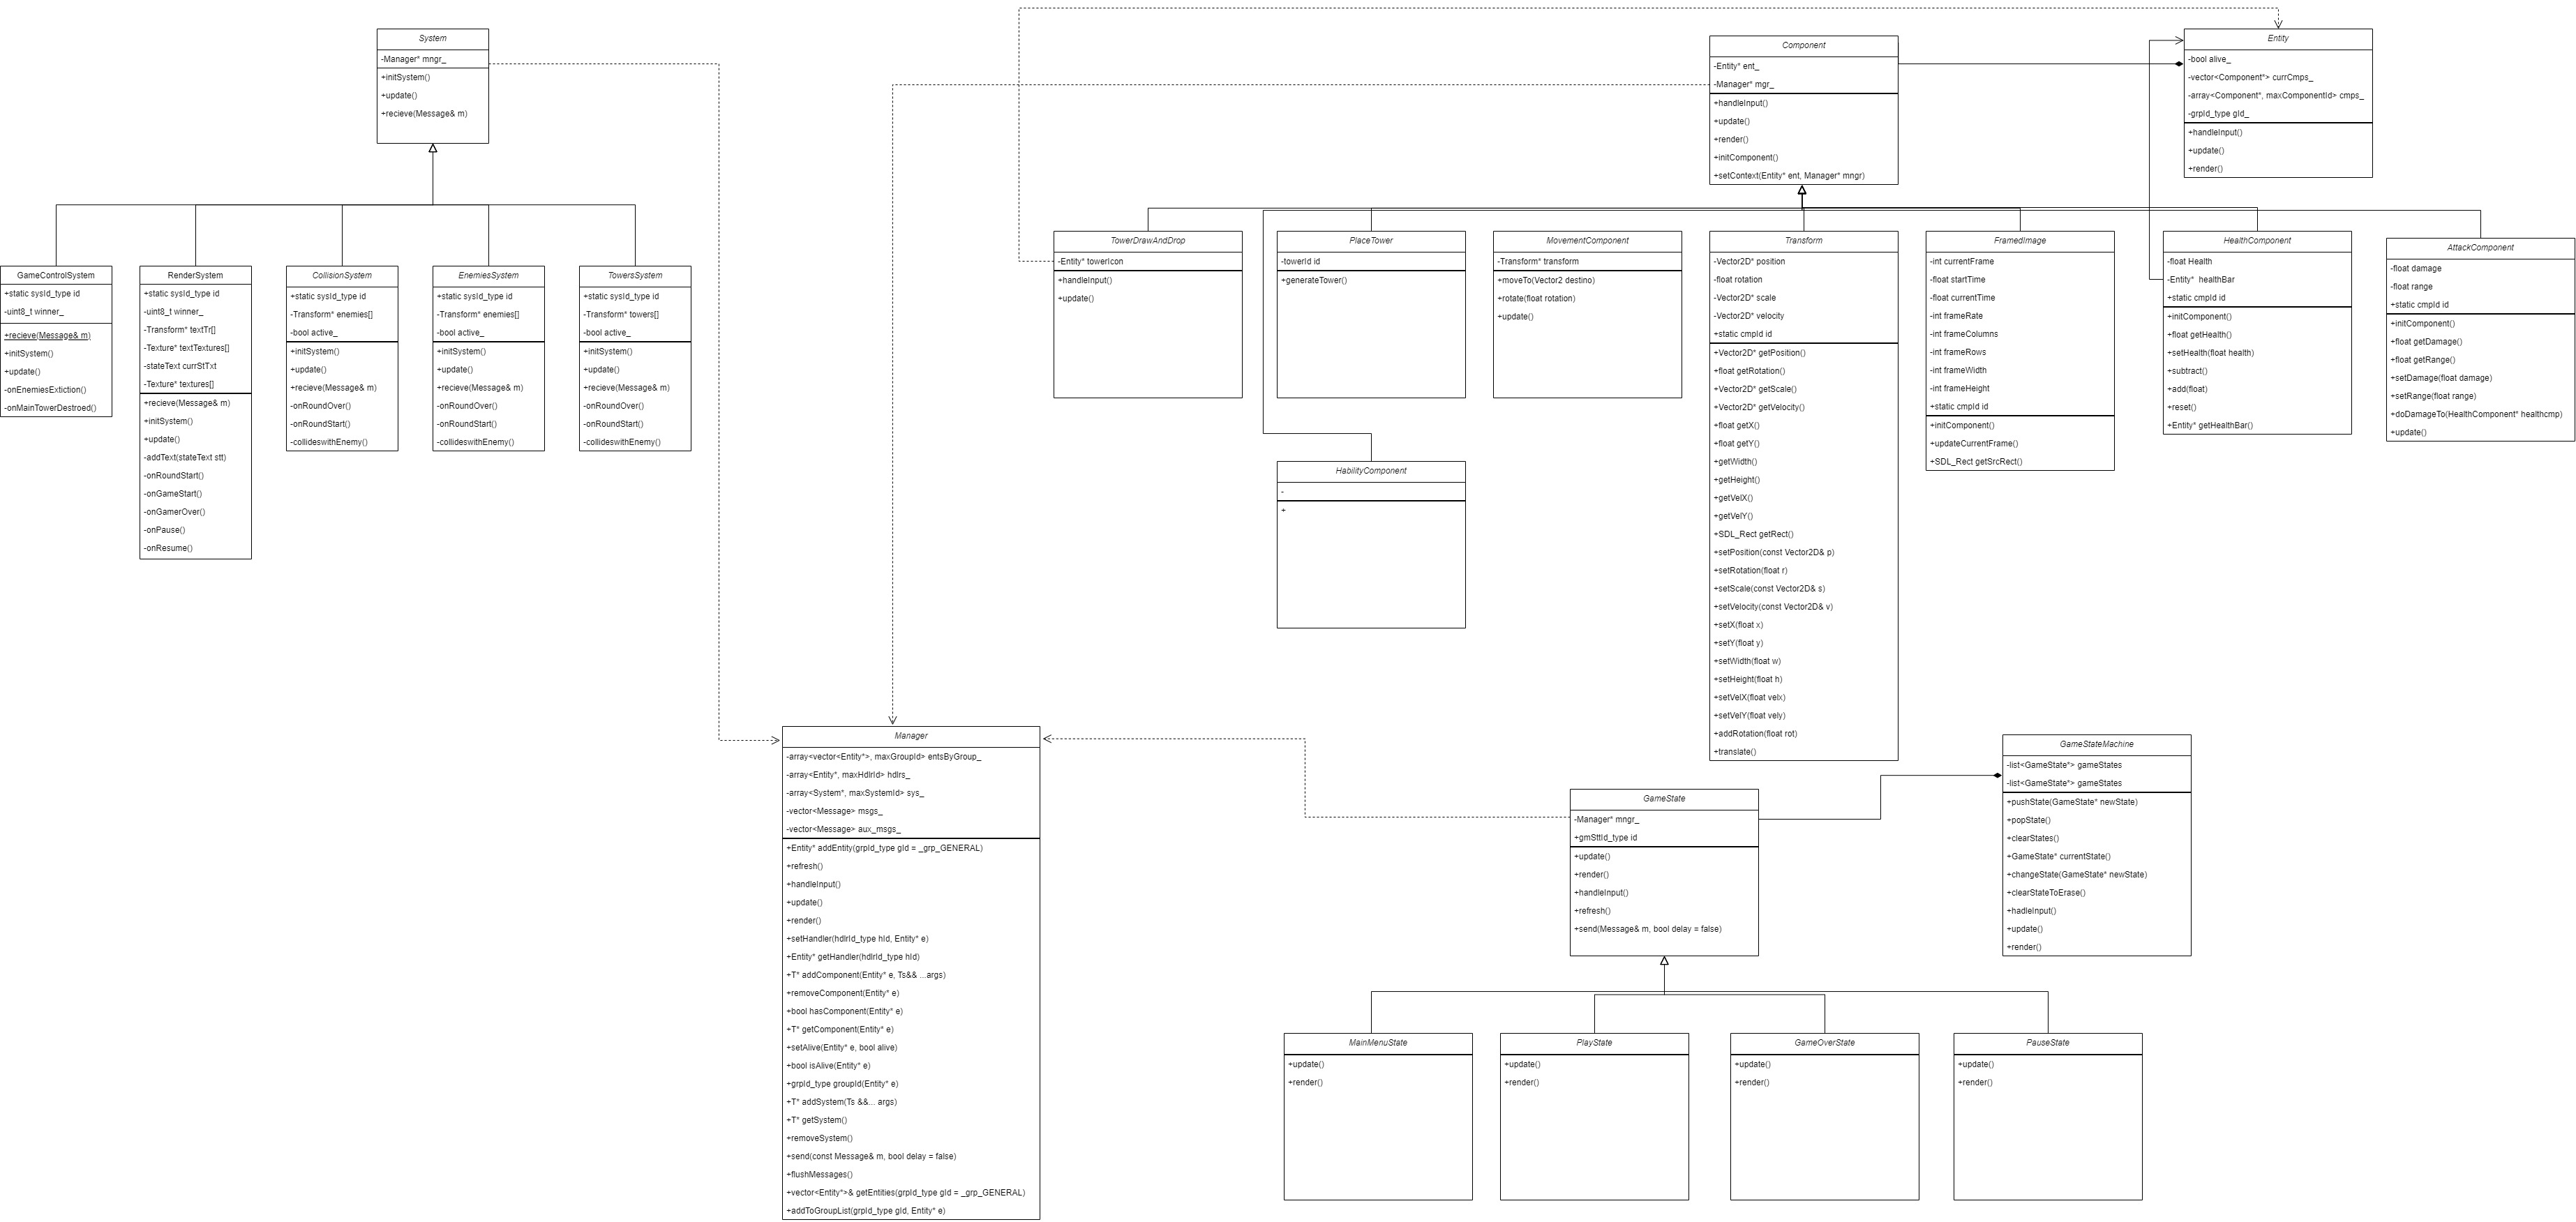 System
-Manager* mngr_
+initSystem()
+update()
+recieve(Message& m)
GameControlSystem
+static sysId_type id
-uint8_t winner_
+recieve(Message& m)
+initSystem()
+update()
-onEnemiesExtiction()
-onMainTowerDestroed()
RenderSystem
+static sysId_type id
-uint8_t winner_
-Transform* textTr[]
-Texture* textTextures[]
-stateText currStTxt
-Texture* textures[]
+recieve(Message& m)
+initSystem()
+update()
-addText(stateText stt)
-onRoundStart()
-onGameStart()
-onGamerOver()
-onPause()
-onResume()
CollisionSystem
+static sysId_type id
-Transform* enemies[]
-bool active_
+initSystem()
+update()
+recieve(Message& m)
-onRoundOver()
-onRoundStart()
-collideswithEnemy()
EnemiesSystem
+static sysId_type id
-Transform* enemies[]
-bool active_
+initSystem()
+update()
+recieve(Message& m)
-onRoundOver()
-onRoundStart()
-collideswithEnemy()
TowersSystem
+static sysId_type id
-Transform* towers[]
-bool active_
+initSystem()
+update()
+recieve(Message& m)
-onRoundOver()
-onRoundStart()
-collideswithEnemy()
Component
-Entity* ent_
-Manager* mgr_
+handleInput()
+update()
+render()
+initComponent()
+setContext(Entity* ent, Manager* mngr)
Entity
-bool alive_
-vector<Component*> currCmps_
-array<Component*, maxComponentId> cmps_
-grpId_type gId_
+handleInput()
+update()
+render()
TowerDrawAndDrop
-Entity* towerIcon
+handleInput()
+update()
PlaceTower
-towerId id
+generateTower()
MovementComponent
-Transform* transform
+moveTo(Vector2 destino)
+rotate(float rotation)
+update()
Transform
-Vector2D* position
-float rotation
-Vector2D* scale
-Vector2D* velocity
+static cmpId id
+Vector2D* getPosition()
+float getRotation()
+Vector2D* getScale()
+Vector2D* getVelocity()
+float getX()
+float getY()
+getWidth()
+getHeight()
+getVelX()
+getVelY()
+SDL_Rect getRect()
+setPosition(const Vector2D& p)
+setRotation(float r)
+setScale(const Vector2D& s)
+setVelocity(const Vector2D& v)
+setX(float x)
+setY(float y)
+setWidth(float w)
+setHeight(float h)
+setVelX(float velx)
+setVelY(float vely)
+addRotation(float rot)
+translate()
FramedImage
-int currentFrame
-float startTime
-float currentTime
-int frameRate
-int frameColumns
-int frameRows
-int frameWidth
-int frameHeight
+static cmpId id
+initComponent()
+updateCurrentFrame()
+SDL_Rect getSrcRect()
HealthComponent
-float Health
-Entity* healthBar
+static cmpId id
+initComponent()
+float getHealth()
+setHealth(float health)
+subtract()
+add(float)
+reset()
+Entity* getHealthBar()
AttackComponent
-float damage
-float range
+static cmpId id
+initComponent()
+float getDamage()
+float getRange()
+setDamage(float damage)
+setRange(float range)
+doDamageTo(HealthComponent* healthcmp)
+update()
HabilityComponent
-
+
Manager
-array<vector<Entity*>, maxGroupId> entsByGroup_
-array<Entity*, maxHdlrId> hdlrs_
-array<System*, maxSystemId> sys_
-vector<Message> msgs_
-vector<Message> aux_msgs_
+Entity* addEntity(grpId_type gId = _grp_GENERAL)
+refresh()
+handleInput()
+update()
+render()
+setHandler(hdlrId_type hId, Entity* e)
+Entity* getHandler(hdlrId_type hId)
+T* addComponent(Entity* e, Ts&& ...args)
+removeComponent(Entity* e)
+bool hasComponent(Entity* e)
+T* getComponent(Entity* e)
+setAlive(Entity* e, bool alive)
+bool isAlive(Entity* e)
+grpId_type groupId(Entity* e)
+T* addSystem(Ts &&... args)
+T* getSystem()
+removeSystem()
+send(const Message& m, bool delay = false)
+flushMessages()
+vector<Entity*>& getEntities(grpId_type gId = _grp_GENERAL)
+addToGroupList(grpId_type gId, Entity* e)
GameState
-Manager* mngr_
+gmSttId_type id
+update()
+render()
+handleInput()
+refresh()
+send(Message& m, bool delay = false)
GameStateMachine
-list<GameState*> gameStates
-list<GameState*> gameStates
+pushState(GameState* newState)
+popState()
+clearStates()
+GameState* currentState()
+changeState(GameState* newState)
+clearStateToErase()
+hadleInput()
+update()
+render()
MainMenuState
+update()
+render()
PlayState
+update()
+render()
GameOverState
+update()
+render()
PauseState
+update()
+render()